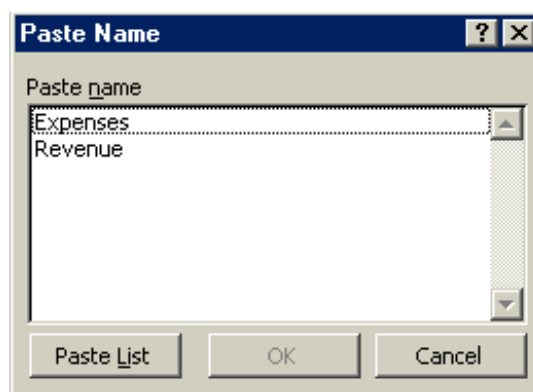 Paste Name ?
Paste name
Expenses
Revenue
Paste List OK Cancel